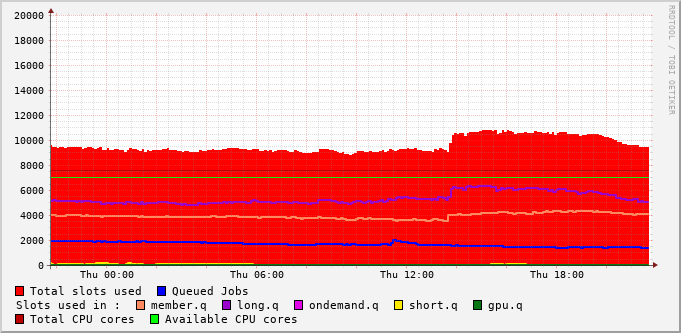 RRDTOOL / TOBI OETIKER
20000
18000
16000
14000
12000
10000
8000
6000
4000
2000
0
Thu 00:00 Thu 06:00 Thu 12:00 Thu 18:00
Total slots used Queued Jobs
Slots used in : member.q long.q ondemand.q short.q gpu.q
Total CPU cores Available CPU cores